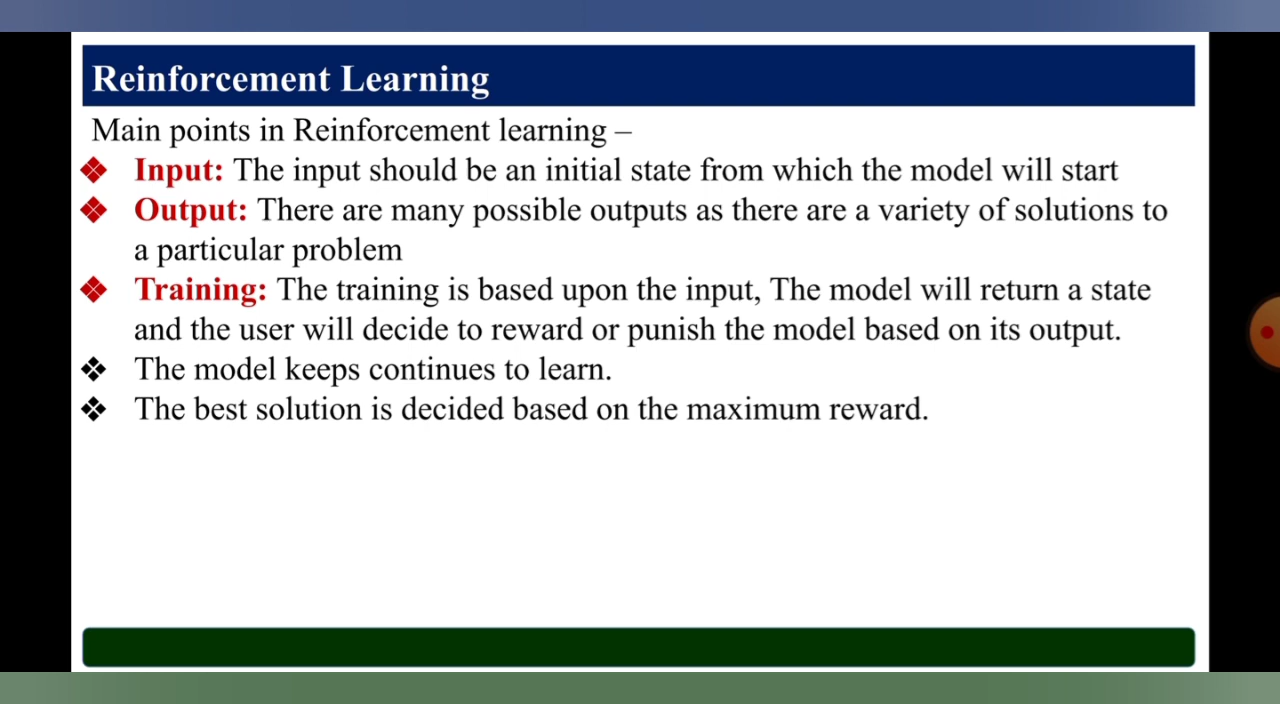 Reinforcement Learning
Main points in Reinforcement learning –
❖ Input: The input should be an initial state from which the model will start
❖ Output: There are many possible outputs as there are a variety of solutions to
a particular problem
❖ Training: The training is based upon the input, The model will return a state
and the user will decide to reward or punish the model based on its output.
❖ The model keeps continues to learn.
❖ The best solution is decided based on the maximum reward.